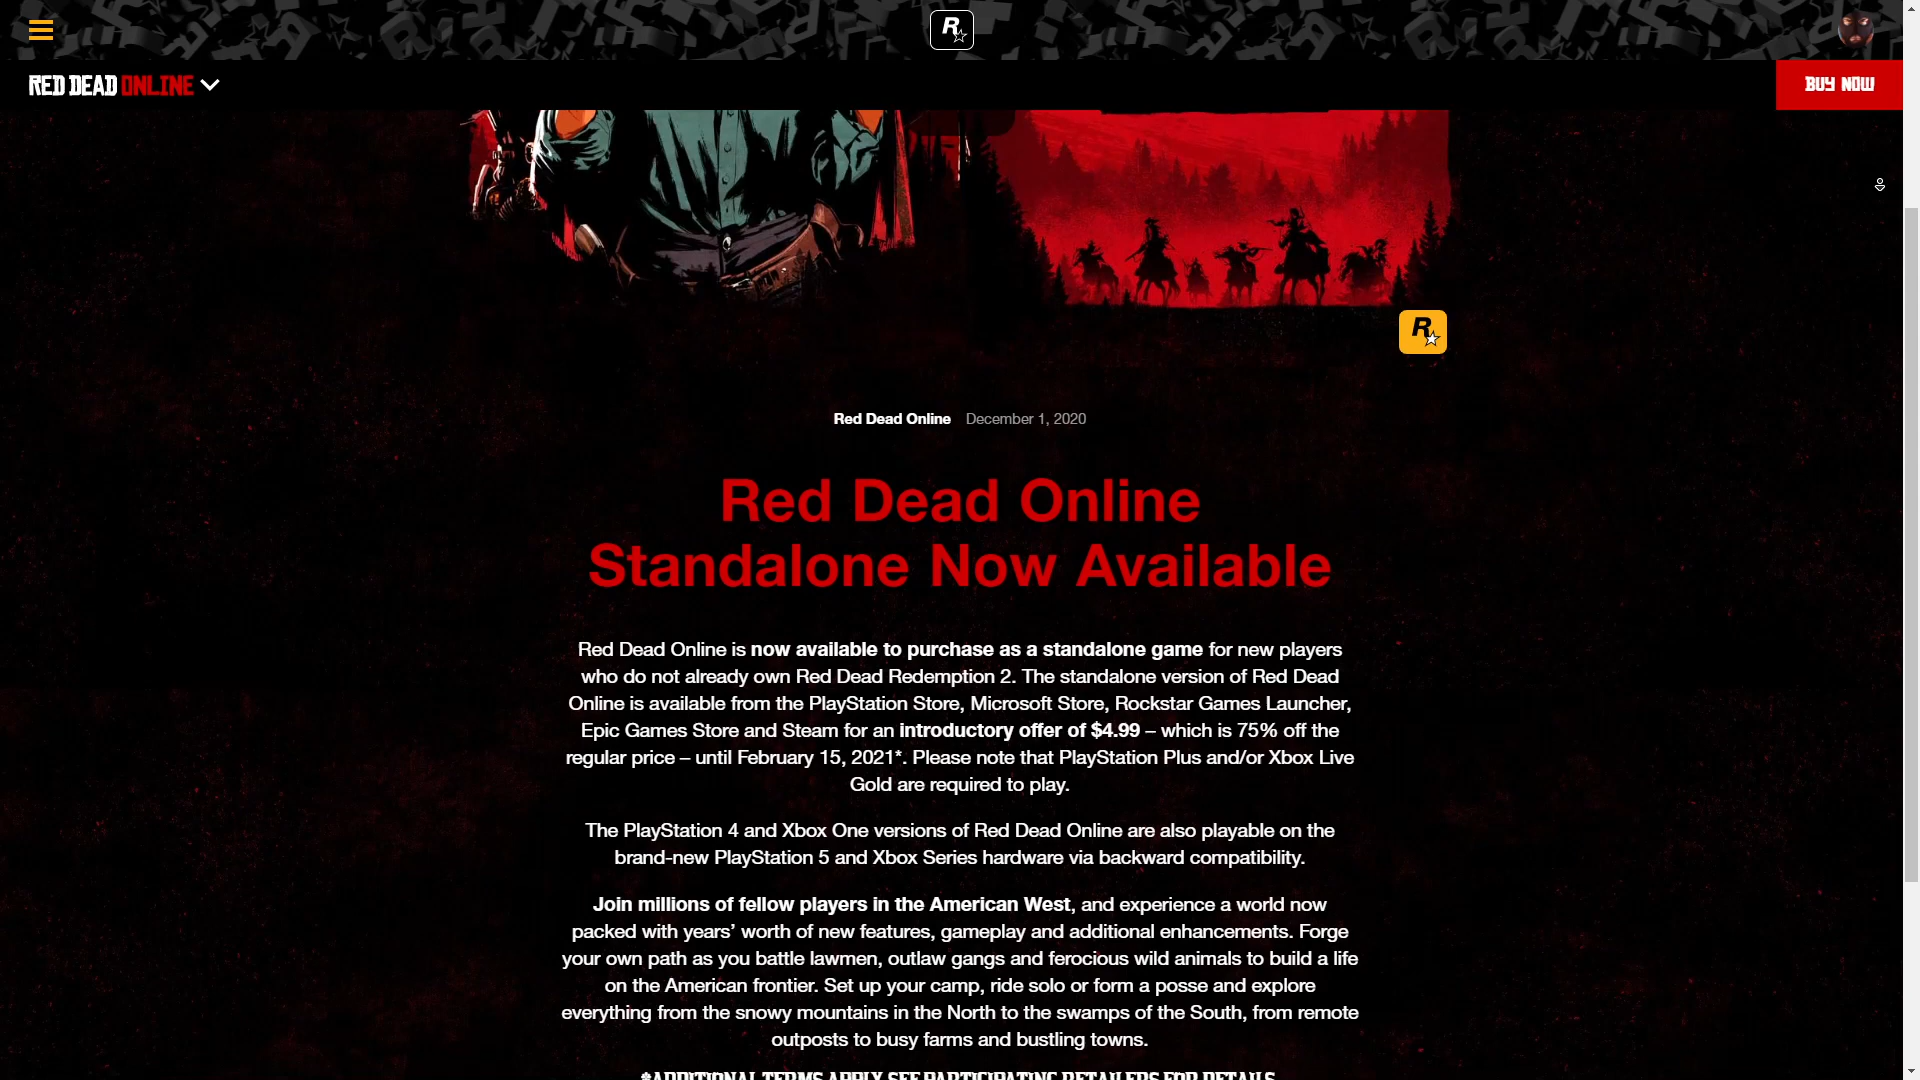 R
RED DEAD ONLINE
BUY NOW
R
Red Dead Online December 1, 2020
Red Dead Online
Standalone Now Available
Red Dead Online is now available to purchase as a standalone game for new players
who do not already own Red Dead Redemption 2. The standalone version of Red Dead
Online is available from the PlayStation Store, Microsoft Store, Rockstar Games Launcher,
Epic Games Store and Steam for an introductory offer of $4.99 – which is 75% off the
regular price – until February 15, 2021*. Please note that PlayStation Plus and/or Xbox Live
Gold are required to play.
The PlayStation 4 and Xbox One versions of Red Dead Online are also playable on the
brand-new PlayStation 5 and Xbox Series hardware via backward compatibility.
Join millions of fellow players in the American West, and experience a world now
packed with years’ worth of new features, gameplay and additional enhancements. Forge
your own path as you battle lawmen, outlaw gangs and ferocious wild animals to build a life
on the American frontier. Set up your camp, ride solo or form a posse and explore
everything from the snowy mountains in the North to the swamps of the South, from remote
outposts to busy farms and bustling towns.
*ADDITIONAL TERMS APPLY. SEE PARTICIPATING RETAILERS FOR DETAILS.